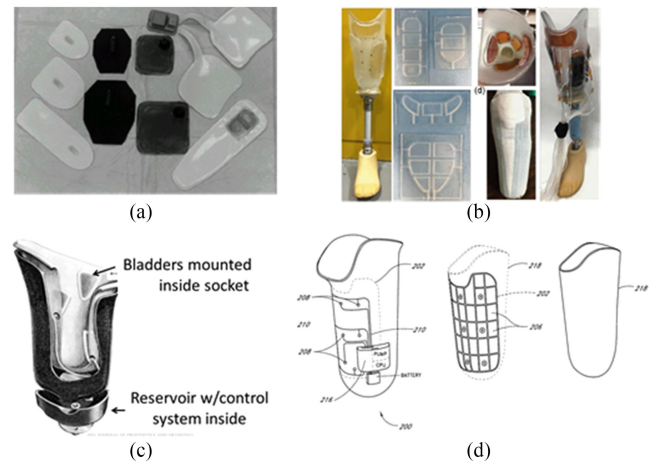 (a)
(d)
(b)
Bladders mounted
inside socket
Reservoir w/control
system inside
(c)
202
208
210
210
208
PUMP
CPU
BATTERY
216
200
218
202
206
218
(d)